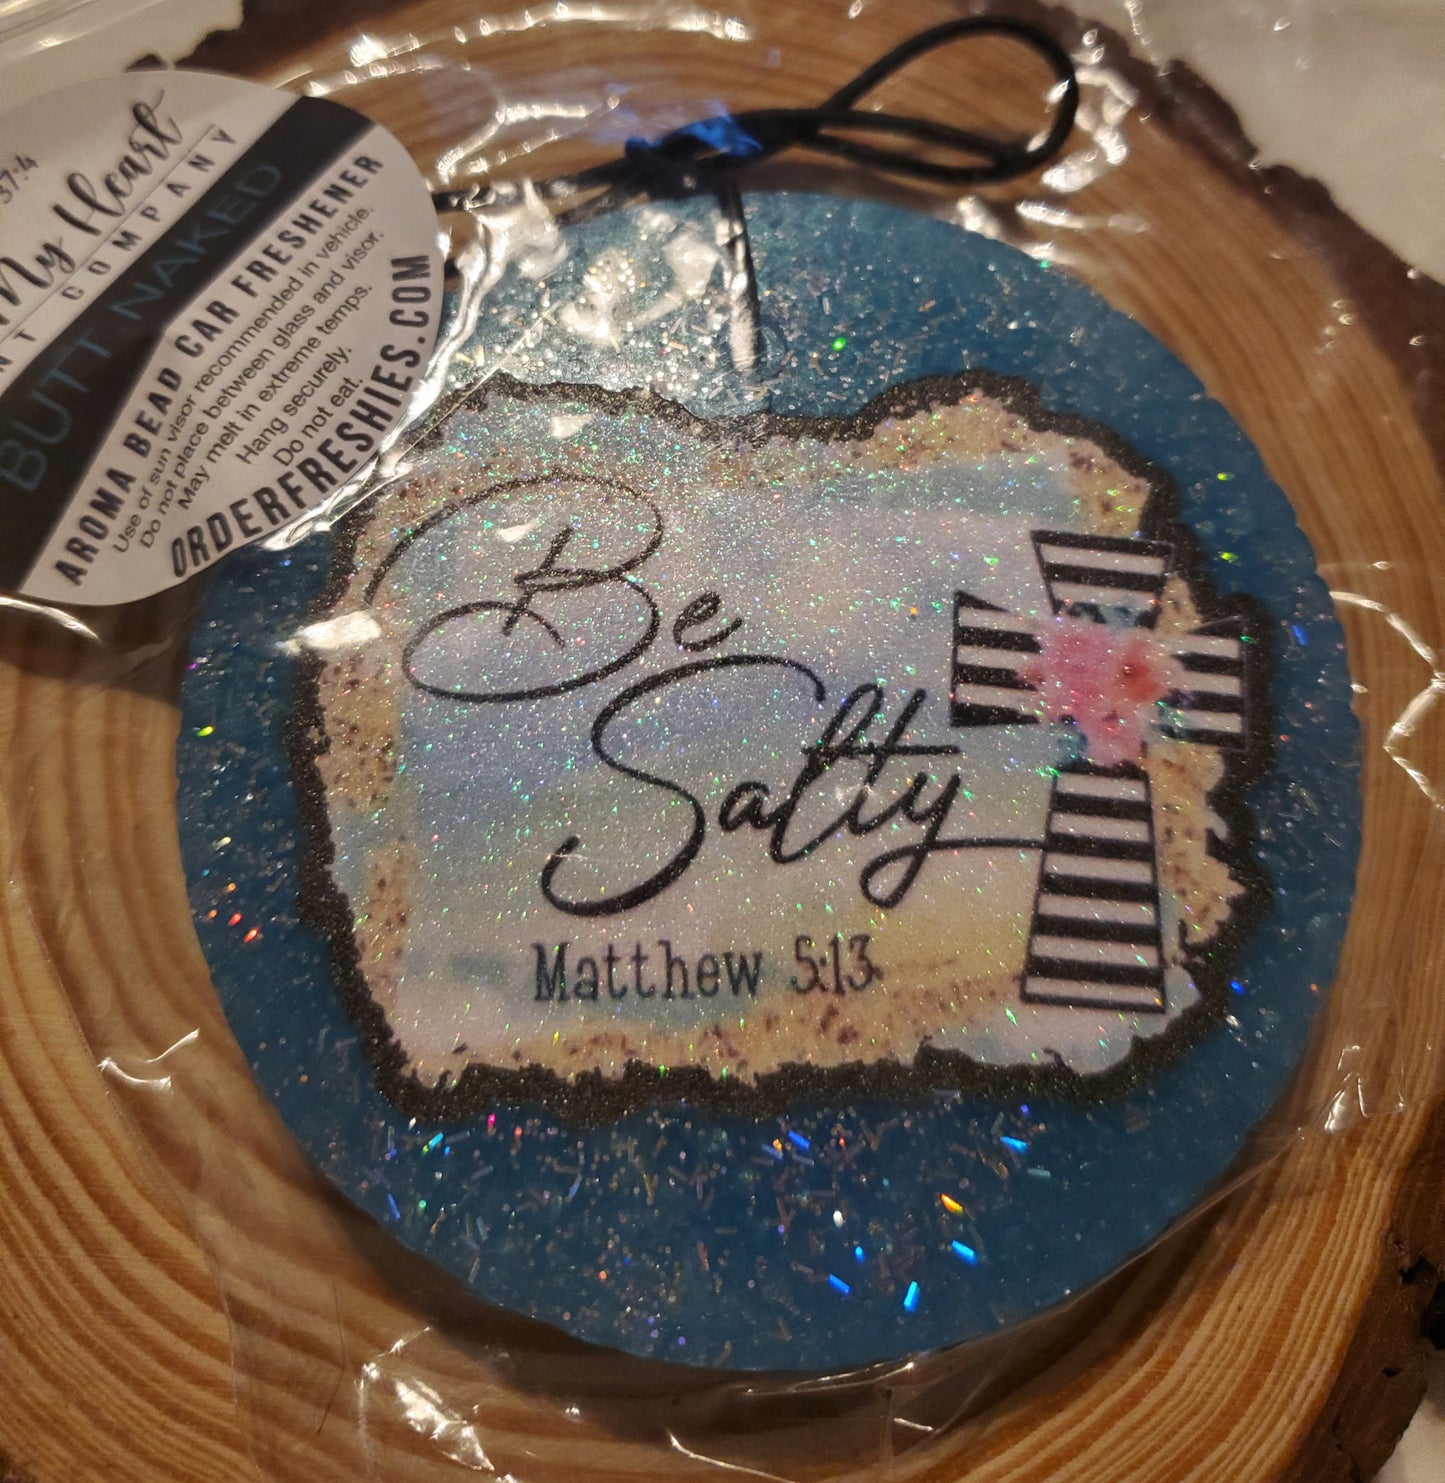 37:4
My Heart
COMPANY
BUTT NAKED
AROMA BEAD CAR FRESHENER
Use of sun visor recommended in vehicle.
Do not place between glass and visor.
May melt in extreme temps.
Hang securely.
Do not eat.
ORDERFRESHIES.COM
Be
Salty
Matthew 5:13